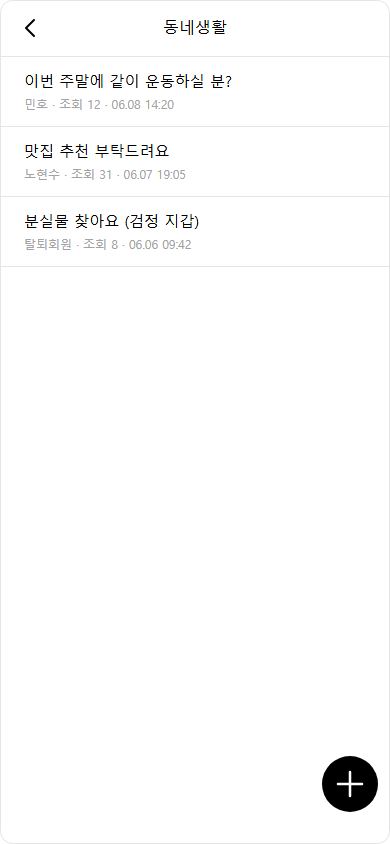 동네생활
이번 주말에 같이 운동하실 분?
민호 · 조회 12 · 06.08 14:20
맛집 추천 부탁드려요
노현수 · 조회 31 · 06.07 19:05
분실물 찾아요 (검정 지갑)
탈퇴회원 · 조회 8 · 06.06 09:42